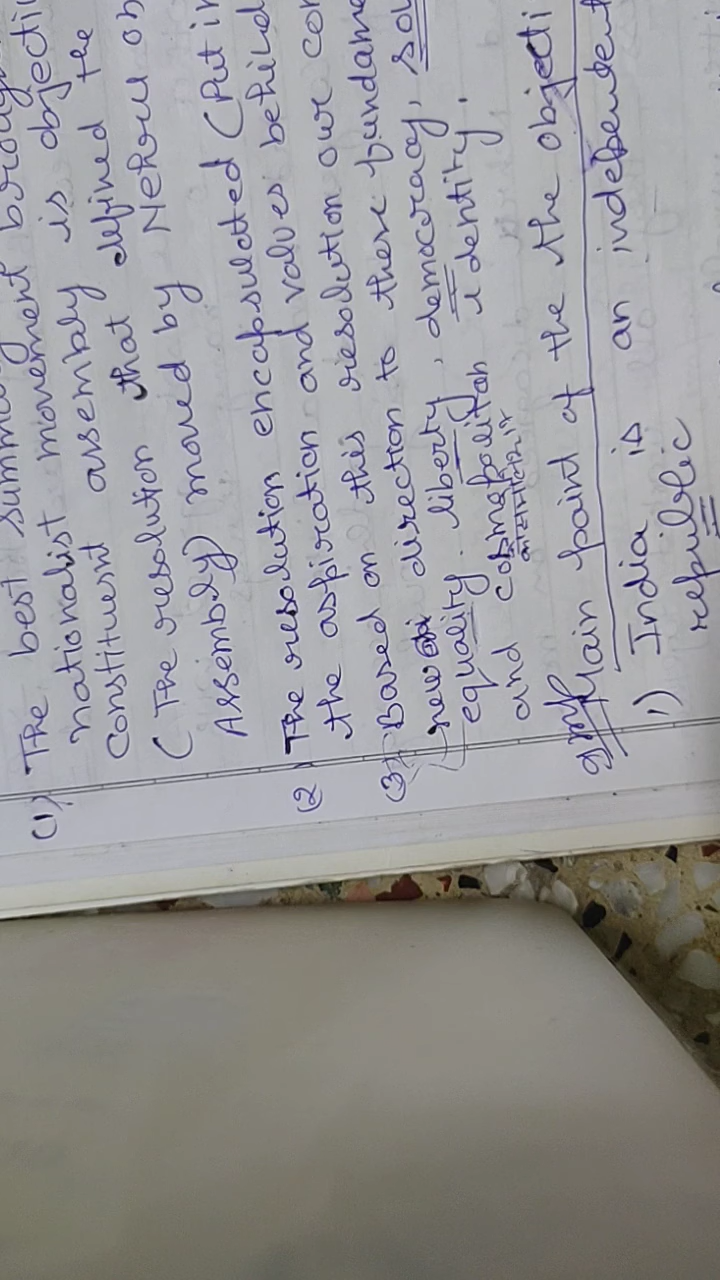 (1) The best summ
nationalist movement broug
constituent assembly is objecti
(The resolution that defined the
Assembly) moved by Nehru on
(2) The resolution encapsulated (Put in
the aspiration and values behind
(3) Based on this resolution our con
new direction to these fundame
equality. liberty, democracy, sov
and cosmopolitan identity.
Main point of the the objecti
1) India is an independent
republic